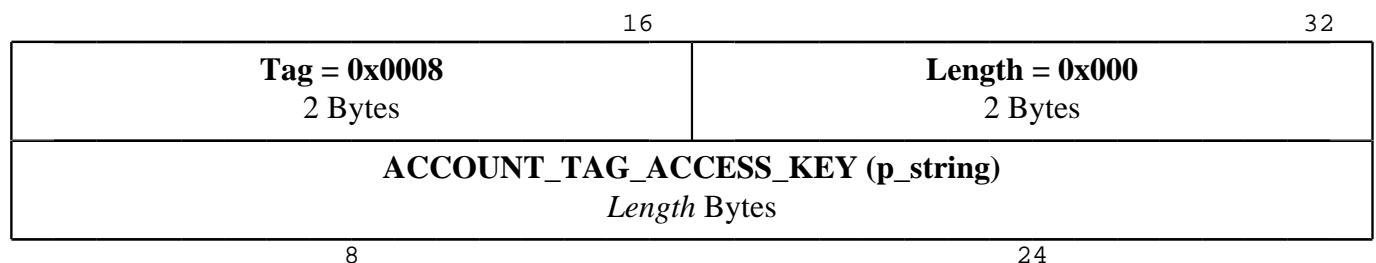 16 32
Tag = 0x0008 Length = 0x000
2 Bytes 2 Bytes
ACCOUNT_TAG_ACCESS_KEY (p_string)
Length Bytes
8 24